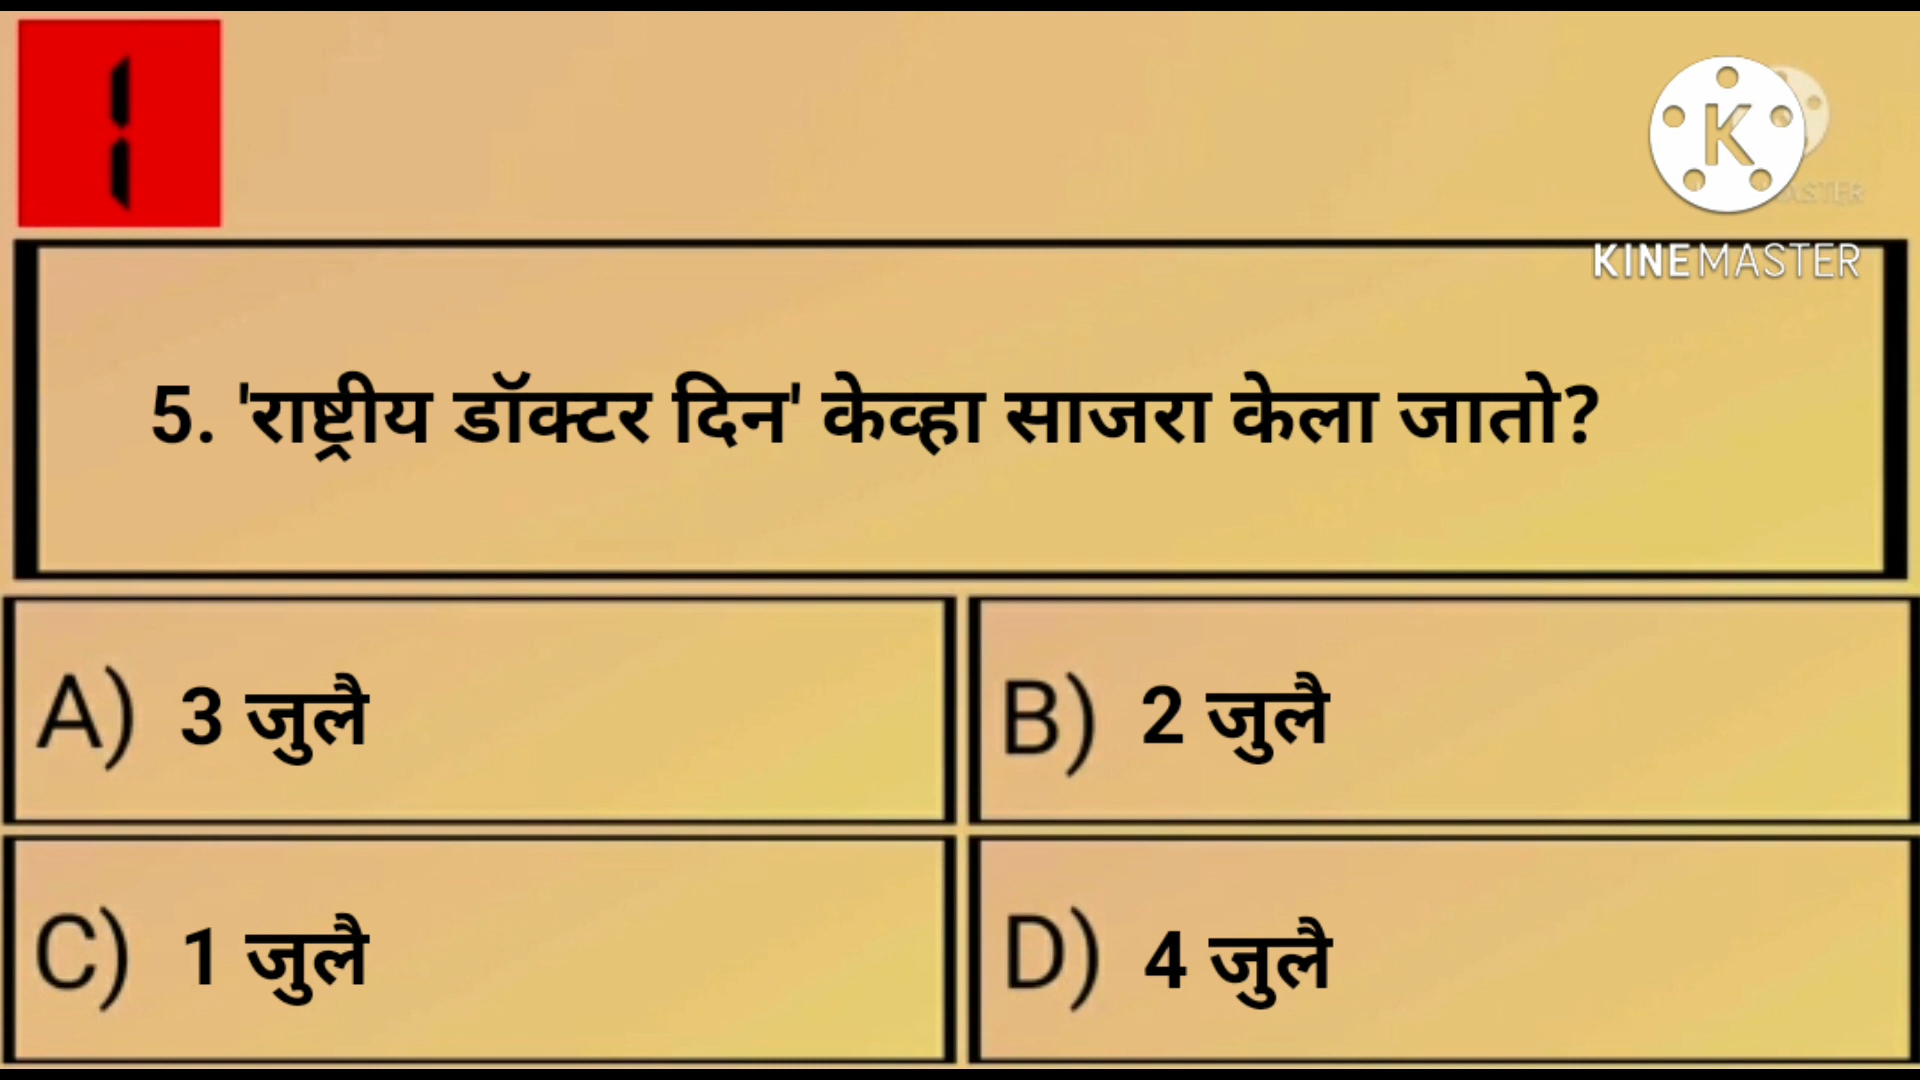 1
KINEMASTER
5. 'राष्ट्रीय डॉक्टर दिन' केव्हा साजरा केला जातो?
A) 3 जुलै
B) 2 जुलै
C) 1 जुलै
D) 4 जुलै